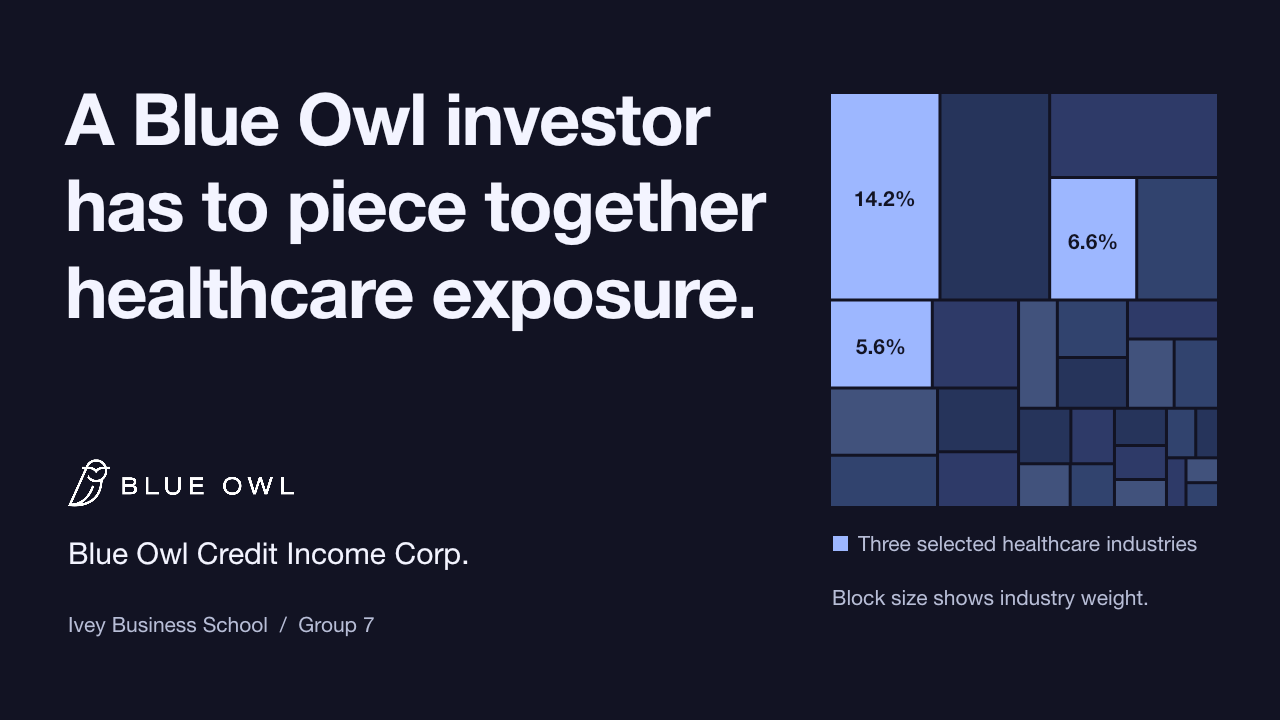 A Blue Owl investor
has to piece together
healthcare exposure.
BLUE OWL
Blue Owl Credit Income Corp.
Ivey Business School / Group 7
14.2%
6.6%
5.6%
Three selected healthcare industries
Block size shows industry weight.